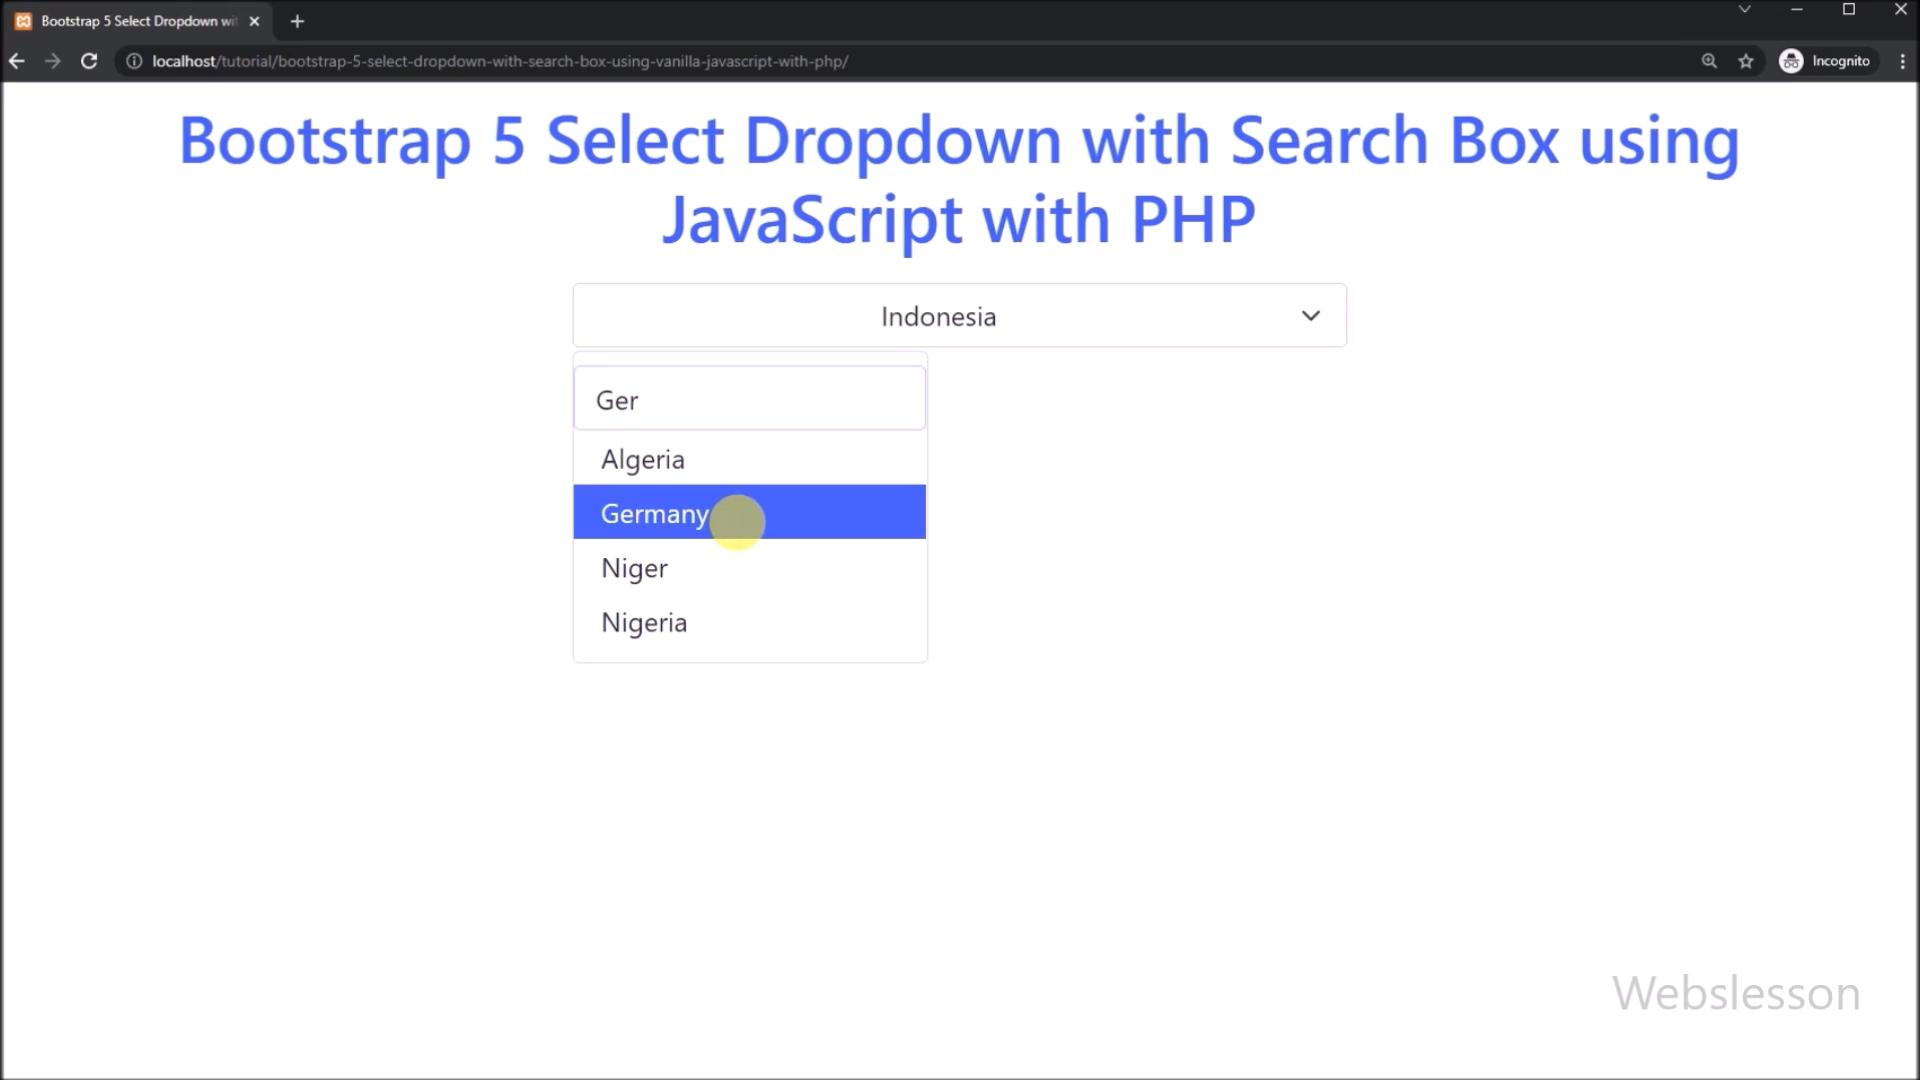 Bootstrap 5 Select Dropdown wi
localhost/tutorial/bootstrap-5-select-dropdown-with-search-box-using-vanilla-javascript-with-php/
Incognito
Bootstrap 5 Select Dropdown with Search Box using
JavaScript with PHP
Indonesia
Ger
Algeria
Germany
Niger
Nigeria
Webslesson